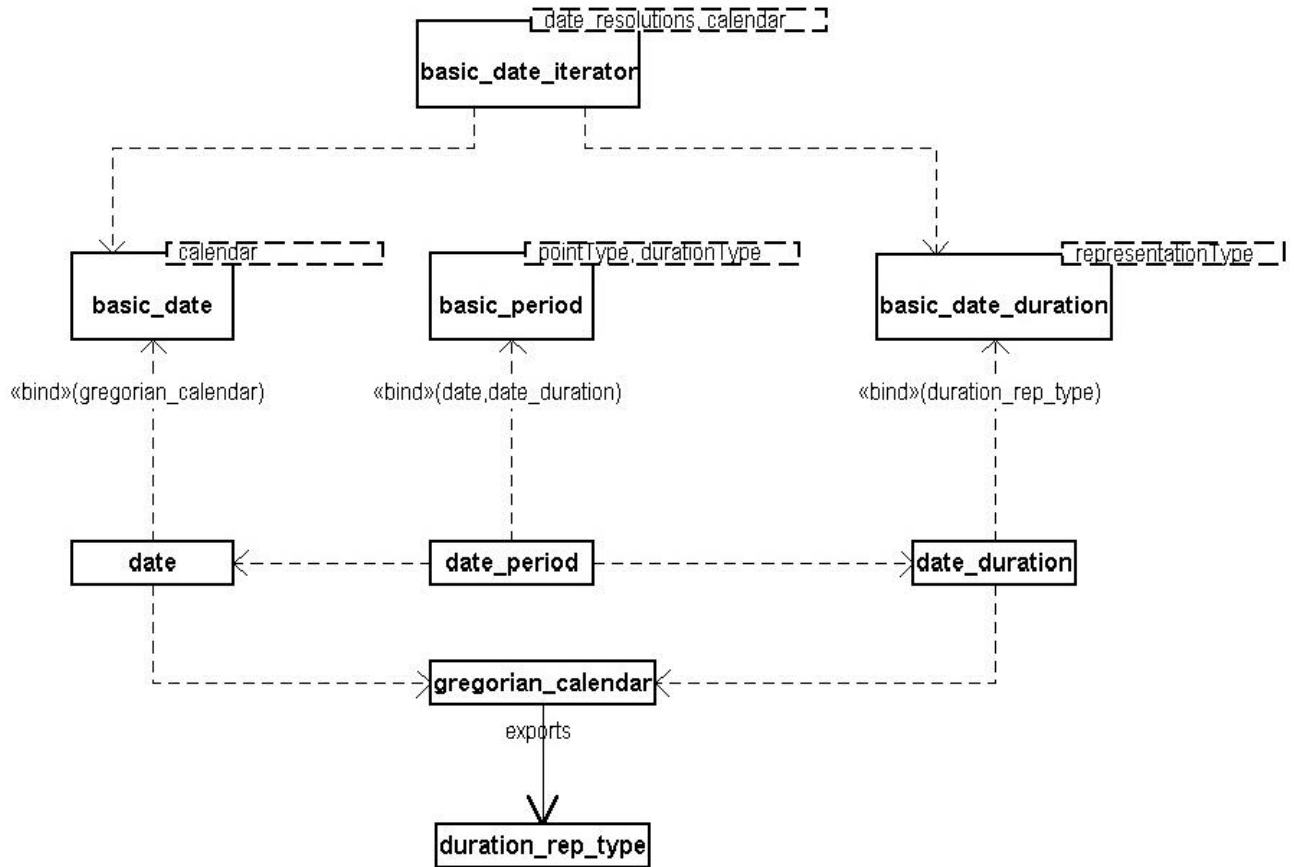 date_resolutions, calendar
basic_date_iterator
calendar
pointType, durationType
representationType
basic_date
basic_period
basic_date_duration
«bind»(gregorian_calendar)
«bind»(date,date_duration)
«bind»(duration_rep_type)
date
date_period
date_duration
gregorian_calendar
exports
duration_rep_type